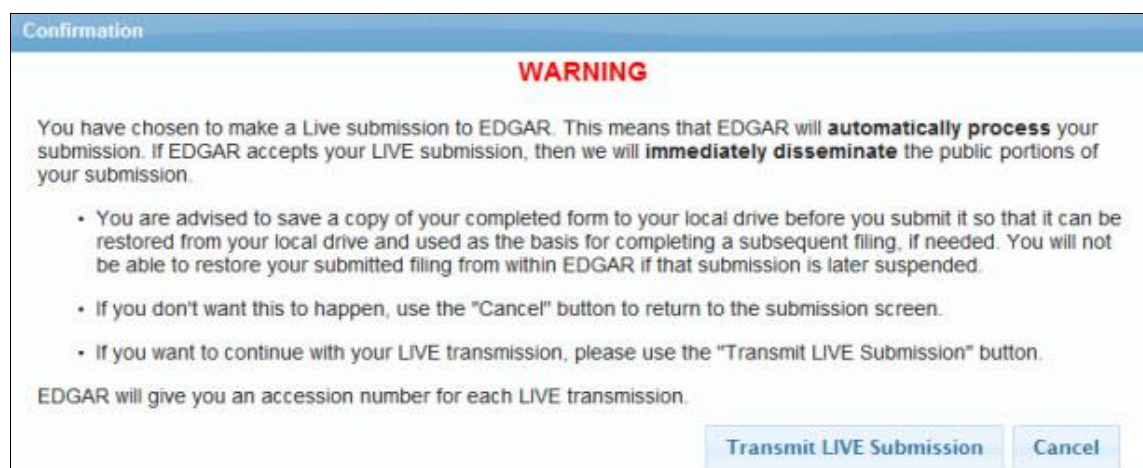 Confirmation
WARNING
You have chosen to make a Live submission to EDGAR. This means that EDGAR will automatically process your
submission. If EDGAR accepts your LIVE submission, then we will immediately disseminate the public portions of
your submission.
• You are advised to save a copy of your completed form to your local drive before you submit it so that it can be
restored from your local drive and used as the basis for completing a subsequent filing, if needed. You will not
be able to restore your submitted filing from within EDGAR if that submission is later suspended.
• If you don't want this to happen, use the "Cancel" button to return to the submission screen.
• If you want to continue with your LIVE transmission, please use the "Transmit LIVE Submission" button.
EDGAR will give you an accession number for each LIVE transmission.
Transmit LIVE Submission Cancel